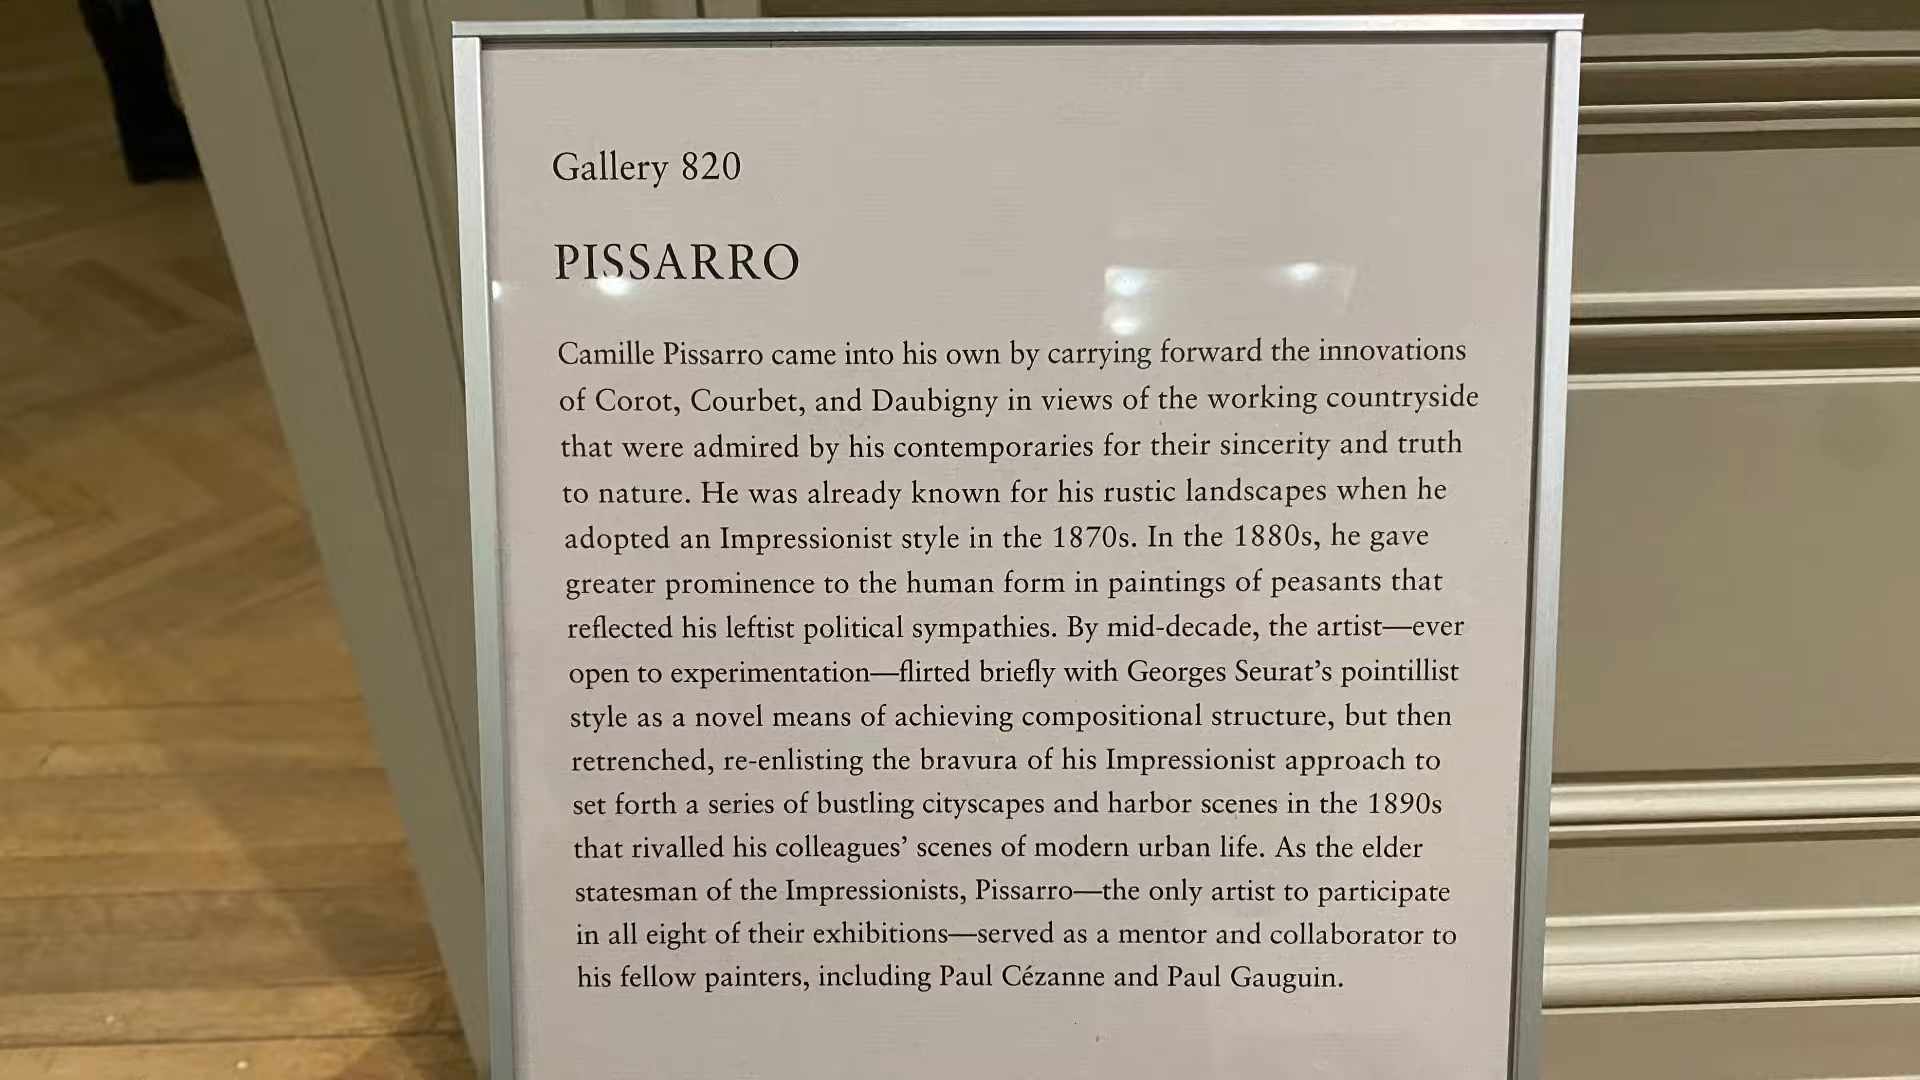 Gallery 820
PISSARRO
Camille Pissarro came into his own by carrying forward the innovations
of Corot, Courbet, and Daubigny in views of the working countryside
that were admired by his contemporaries for their sincerity and truth
to nature. He was already known for his rustic landscapes when he
adopted an Impressionist style in the 1870s. In the 1880s, he gave
greater prominence to the human form in paintings of peasants that
reflected his leftist political sympathies. By mid-decade, the artist—ever
open to experimentation—flirted briefly with Georges Seurat’s pointillist
style as a novel means of achieving compositional structure, but then
retrenched, re-enlisting the bravura of his Impressionist approach to
set forth a series of bustling cityscapes and harbor scenes in the 1890s
that rivalled his colleagues’ scenes of modern urban life. As the elder
statesman of the Impressionists, Pissarro—the only artist to participate
in all eight of their exhibitions—served as a mentor and collaborator to
his fellow painters, including Paul Cézanne and Paul Gauguin.